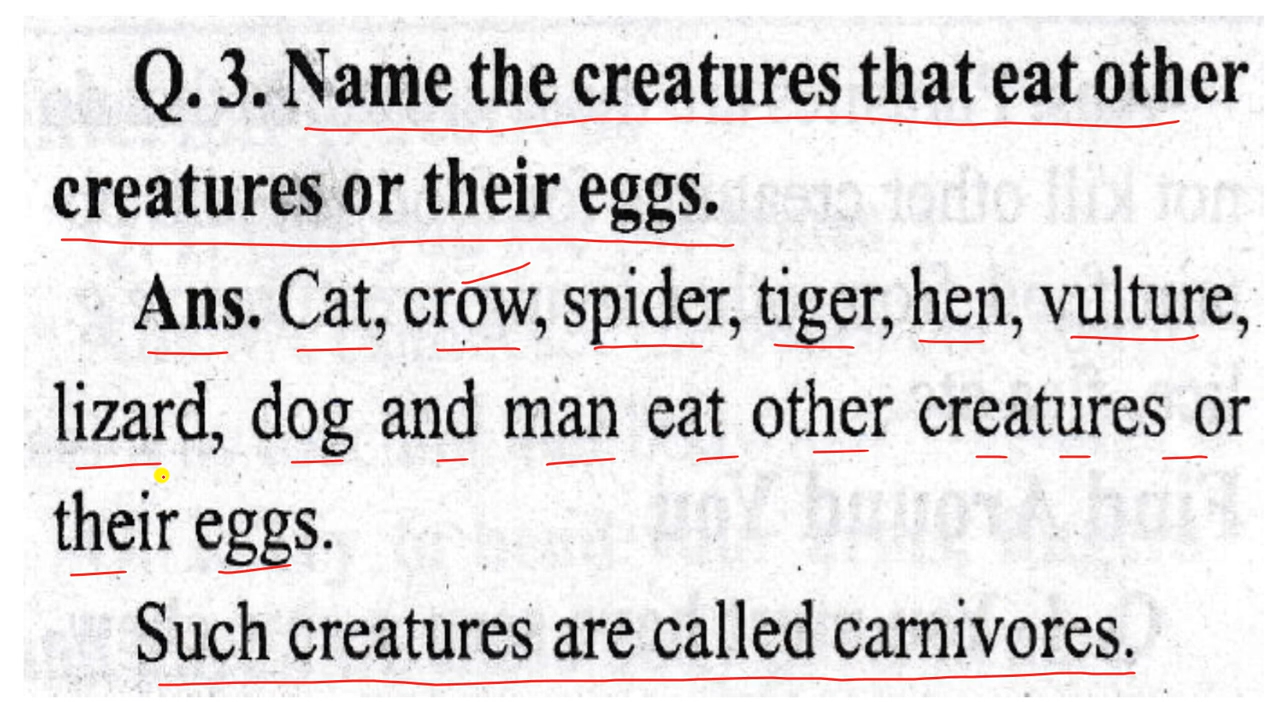 Q. 3. Name the creatures that eat other
creatures or their eggs.
Ans. Cat, crow, spider, tiger, hen, vulture,
lizard, dog and man eat other creatures or
their eggs.
Such creatures are called carnivores.